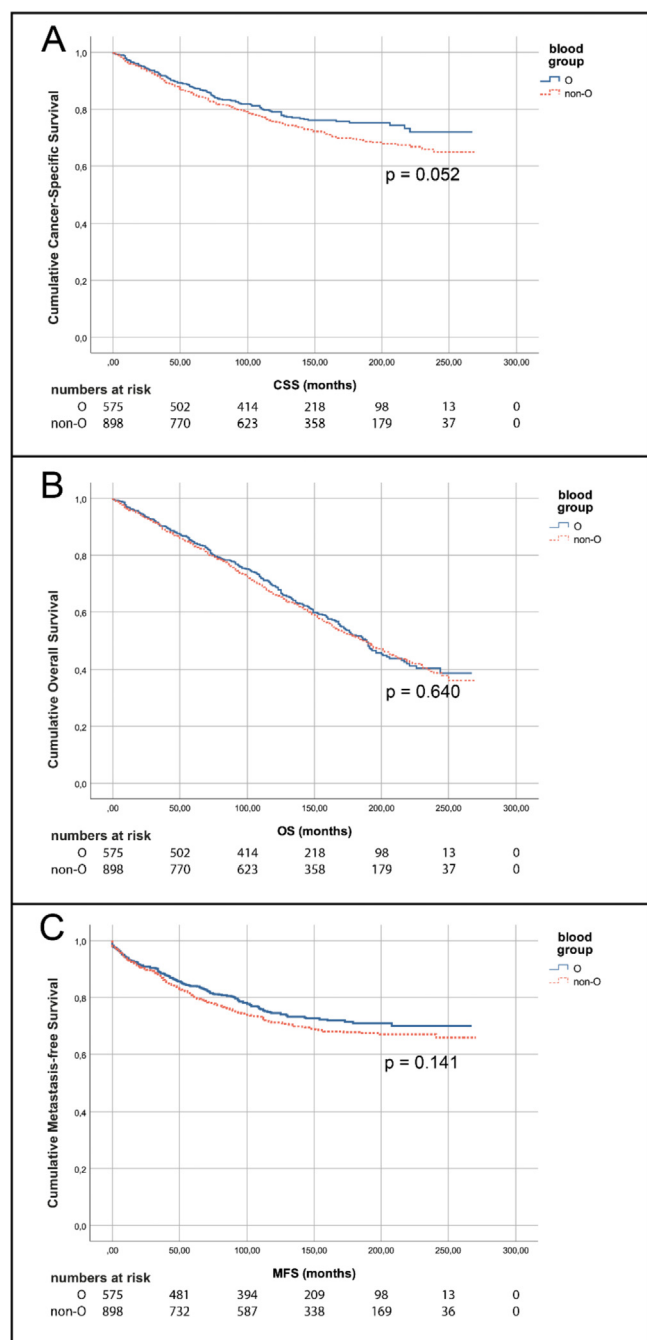 A
blood
group
O
non-O
1,0
0,8
0,6
0,4
0,2
0,0
Cumulative Cancer-Specific Survival
p = 0.052
,00 50,00 100,00 150,00 200,00 250,00 300,00
CSS (months)
numbers at risk
O 575 502 414 218 98 13 0
non-O 898 770 623 358 179 37 0
B
blood
group
O
non-O
1,0
0,8
0,6
0,4
0,2
0,0
Cumulative Overall Survival
p = 0.640
,00 50,00 100,00 150,00 200,00 250,00 300,00
OS (months)
numbers at risk
O 575 502 414 218 98 13 0
non-O 898 770 623 358 179 37 0
C
blood
group
O
non-O
1,0
0,8
0,6
0,4
0,2
0,0
Cumulative Metastasis-free Survival
p = 0.141
,00 50,00 100,00 150,00 200,00 250,00 300,00
MFS (months)
numbers at risk
O 575 481 394 209 98 13 0
non-O 898 732 587 338 169 36 0